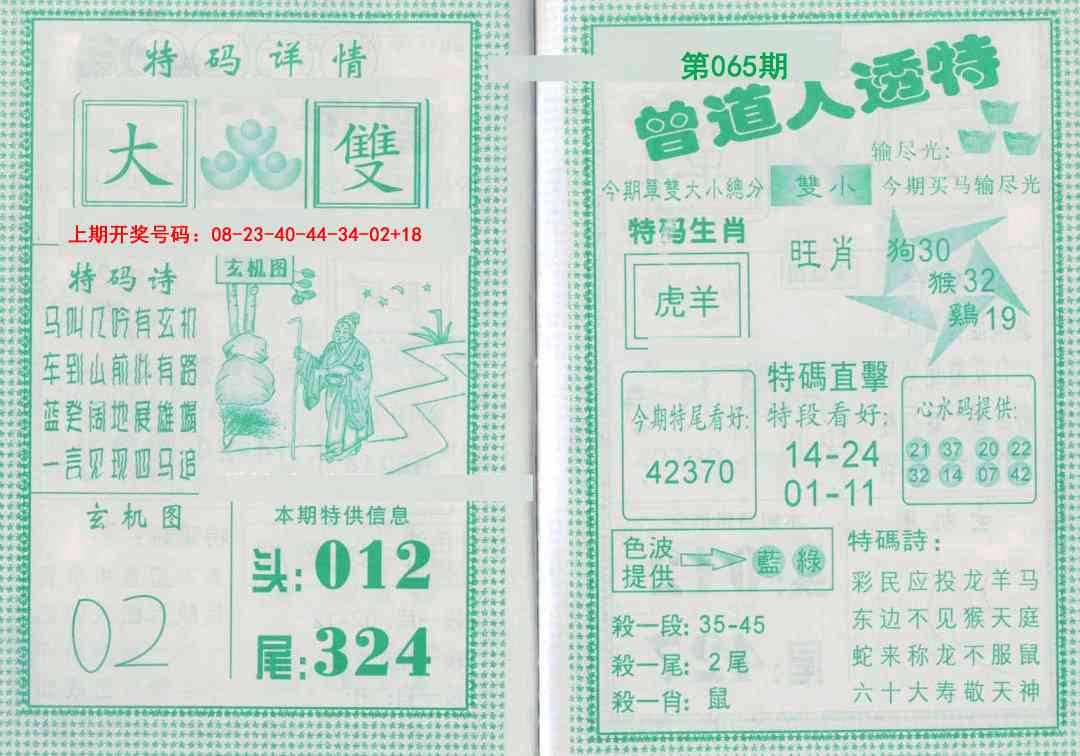 特码详情
大
雙
上期开奖号码：08-23-40-44-34-02+18
特码诗
马叫几吟有玄机
车到山前必有路
蓝癸阔地展雄
一言见现四马追
玄机图
玄机图
02
本期特供信息
头:012
尾:324
第065期
曾道人透特
输尽光:
今期單雙大小總分
雙小
今期买马输尽光
特码生肖
虎羊
旺肖
狗30
猴32
鷄19
今期特尾看好:
42370
特碼直擊
特段看好:
14-24
01-11
心水码提供:
21 37 20 22
32 14 07 42
色波
提供
藍 綠
殺一段: 35-45
殺一尾: 2尾
殺一肖: 鼠
特碼詩:
彩民应投龙羊马
东边不见猴天庭
蛇来称龙不服鼠
六十大寿敬天神